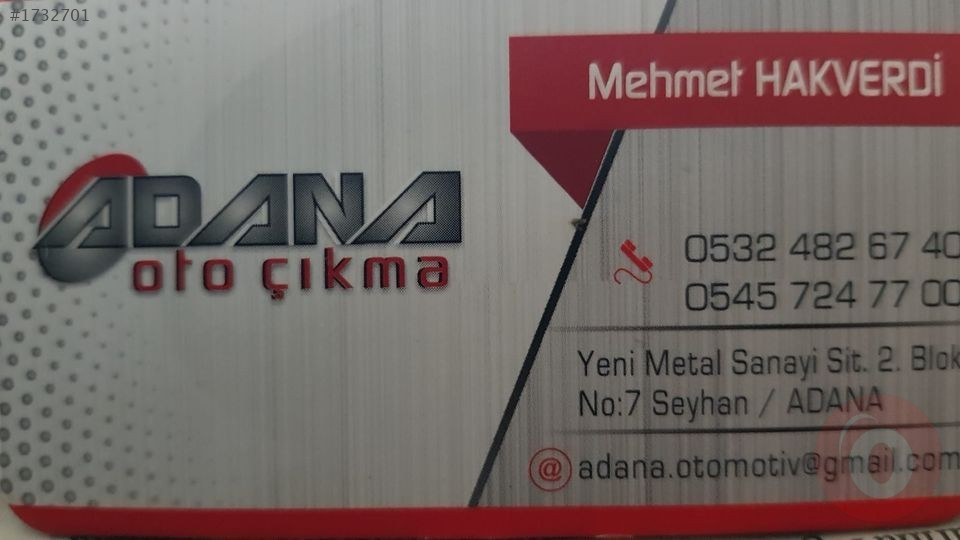 #1732701
Mehmet HAKVERDİ
ADANA
oto çıkma
0532 482 67 40
0545 724 77 00
Yeni Metal Sanayi Sit. 2. Blok
No:7 Seyhan / ADANA
@ adana.otomotiv@gmail.com